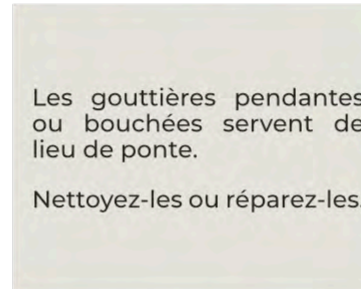 Les gouttières pendantes
ou bouchées servent de
lieu de ponte.
Nettoyez-les ou réparez-les.